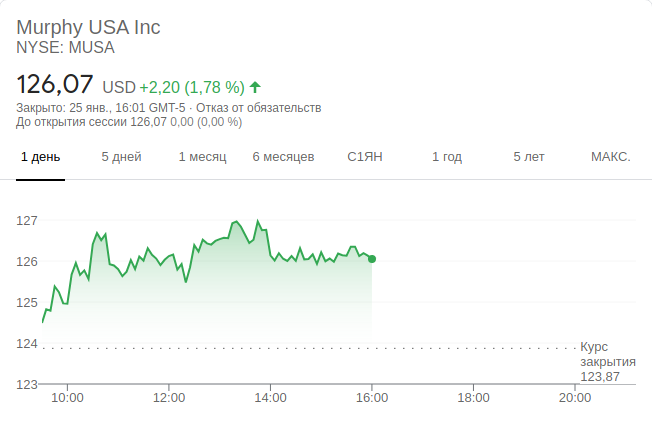 Murphy USA Inc
NYSE: MUSA
126,07 USD +2,20 (1,78 %)
Закрыто: 25 янв., 16:01 GMT-5 · Отказ от обязательств
До открытия сессии 126,07 0,00 (0,00 %)
1 день 5 дней 1 месяц 6 месяцев С1ЯН 1 год 5 лет МАКС.
127
126
125
124
Курс
закрытия
123,87
123
10:00 12:00 14:00 16:00 18:00 20:00